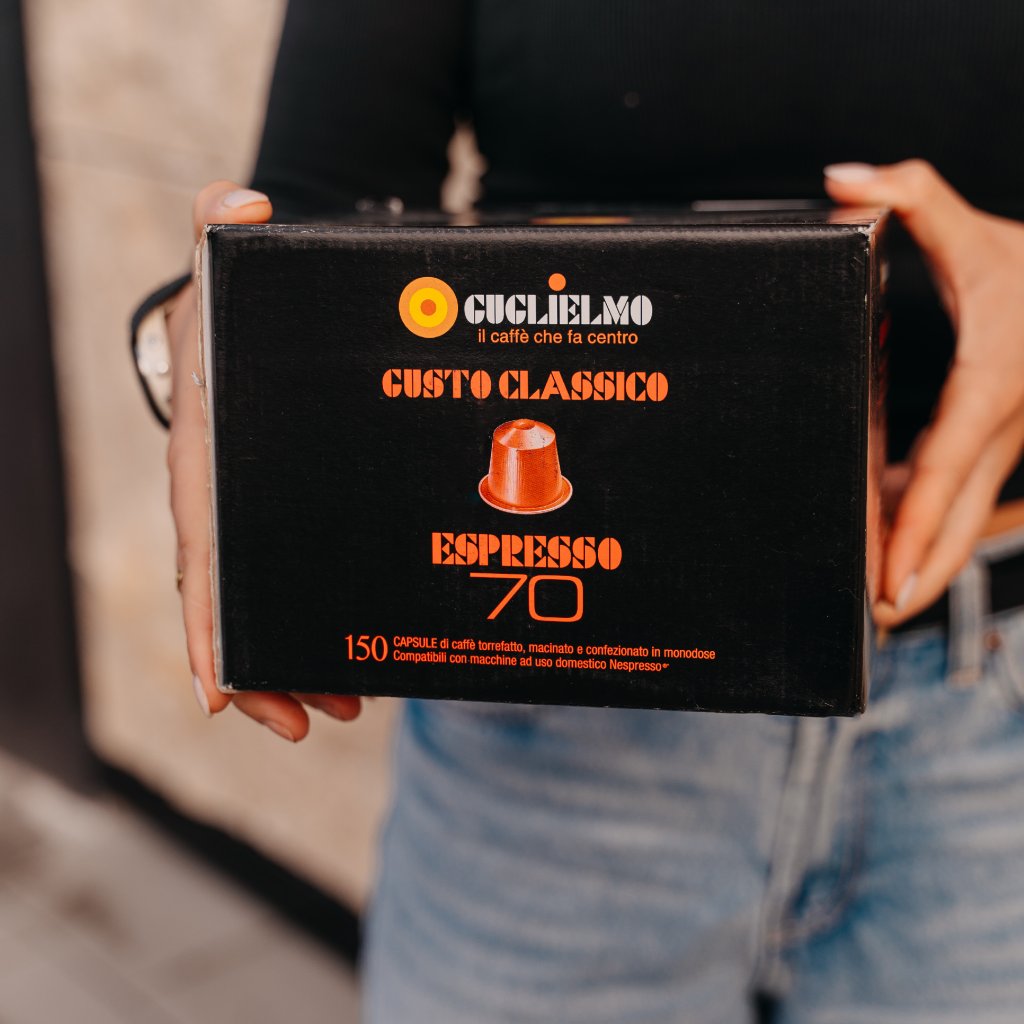 GUGLIELMO
il caffè che fa centro
GUSTO CLASSICO
ESPRESSO
70
150 CAPSULE di caffè torrefatto, macinato e confezionato in monodose
Compatibili con macchine ad uso domestico Nespresso